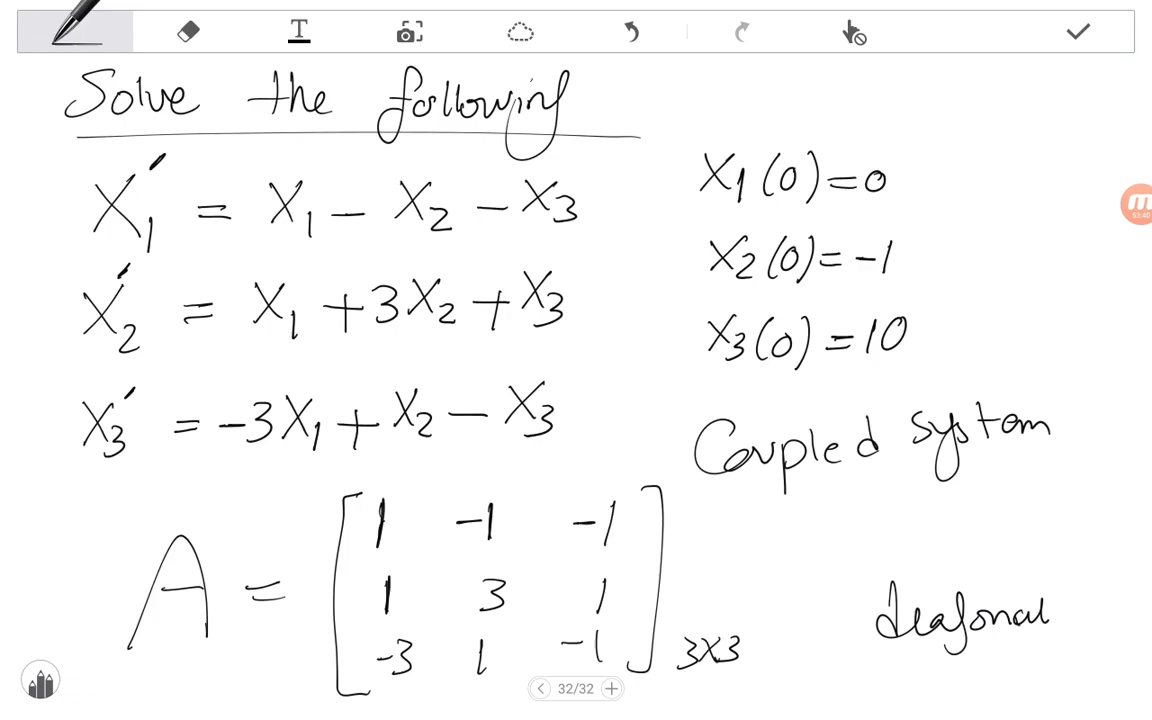 T
Solve the following
X₁′ = X₁ − X₂ − X₃
X₁(0)=0
X₂′ = X₁ + 3X₂ + X₃
X₂(0)=−1
X₃(0)=10
X₃′ = −3X₁ + X₂ − X₃
Coupled system
A = [1 −1 −1
1 3 1
−3 1 −1] 3X3
diagonal
32/32
m
53:40